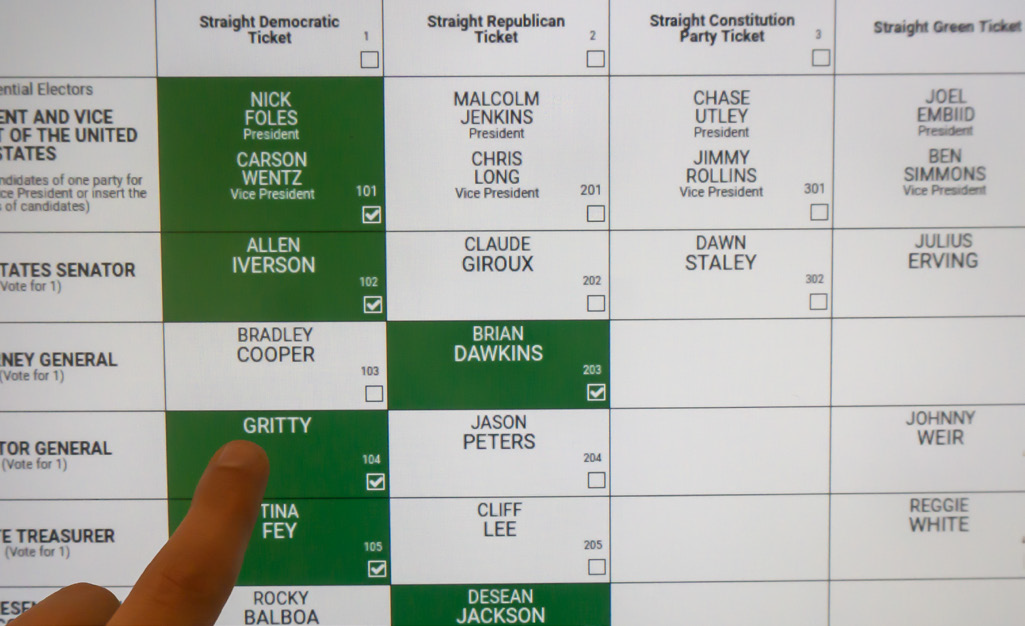 Straight Democratic
Ticket 1
Straight Republican
Ticket 2
Straight Constitution
Party Ticket 3
Straight Green Ticket
ential Electors
ENT AND VICE
T OF THE UNITED
STATES
ndidates of one party for
ce President or insert the
s of candidates)
NICK
FOLES
President
CARSON
WENTZ
Vice President
101
MALCOLM
JENKINS
President
CHRIS
LONG
Vice President
201
CHASE
UTLEY
President
JIMMY
ROLLINS
Vice President
301
JOEL
EMBIID
President
BEN
SIMMONS
Vice President
TATES SENATOR
(Vote for 1)
ALLEN
IVERSON
102
CLAUDE
GIROUX
202
DAWN
STALEY
302
JULIUS
ERVING
RNEY GENERAL
(Vote for 1)
BRADLEY
COOPER
103
BRIAN
DAWKINS
203
TOR GENERAL
(Vote for 1)
GRITTY
104
JASON
PETERS
204
JOHNNY
WEIR
E TREASURER
(Vote for 1)
TINA
FEY
105
CLIFF
LEE
205
REGGIE
WHITE
ROCKY
BALBOA
DESEAN
JACKSON